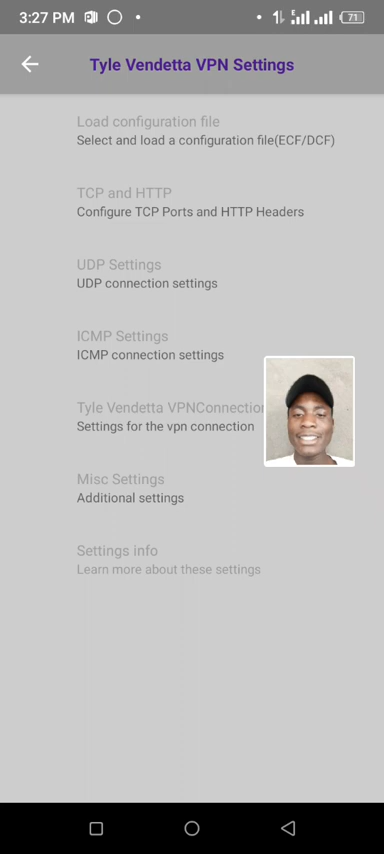 3:27 PM
E
71
Tyle Vendetta VPN Settings
Load configuration file
Select and load a configuration file(ECF/DCF)
TCP and HTTP
Configure TCP Ports and HTTP Headers
UDP Settings
UDP connection settings
ICMP Settings
ICMP connection settings
Tyle Vendetta VPNConnection
Settings for the vpn connection
Misc Settings
Additional settings
Settings info
Learn more about these settings